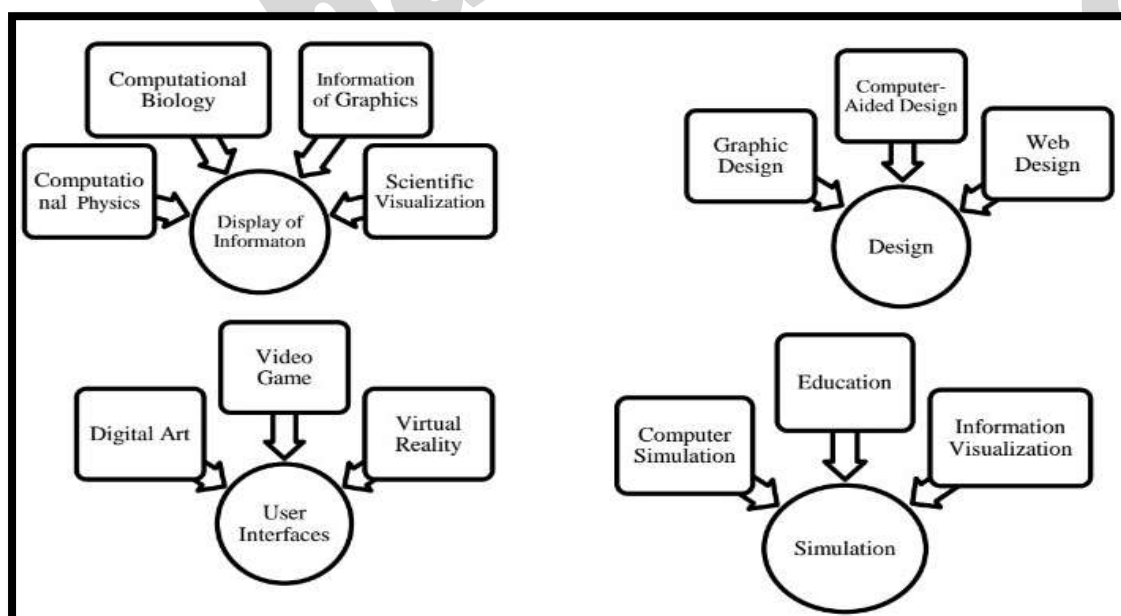 Computational
Biology
Information
of Graphics
Computatio
nal Physics
Scientific
Visualization
Display of
Informaton
Computer-
Aided Design
Graphic
Design
Web
Design
Design
Video
Game
Digital Art
Virtual
Reality
User
Interfaces
Education
Computer
Simulation
Information
Visualization
Simulation